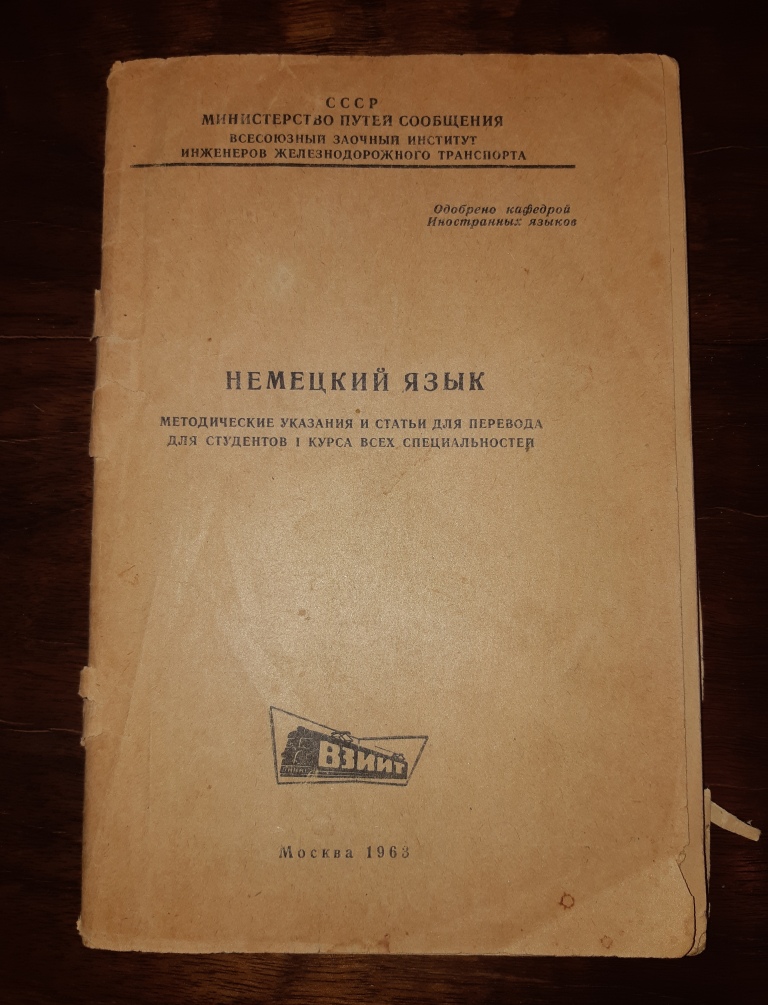 СССР
МИНИСТЕРСТВО ПУТЕЙ СООБЩЕНИЯ
ВСЕСОЮЗНЫЙ ЗАОЧНЫЙ ИНСТИТУТ
ИНЖЕНЕРОВ ЖЕЛЕЗНОДОРОЖНОГО ТРАНСПОРТА
Одобрено кафедрой
Иностранных языков
НЕМЕЦКИЙ ЯЗЫК
МЕТОДИЧЕСКИЕ УКАЗАНИЯ И СТАТЬИ ДЛЯ ПЕРЕВОДА
ДЛЯ СТУДЕНТОВ I КУРСА ВСЕХ СПЕЦИАЛЬНОСТЕЙ
ВЗИИТ
Москва 1963